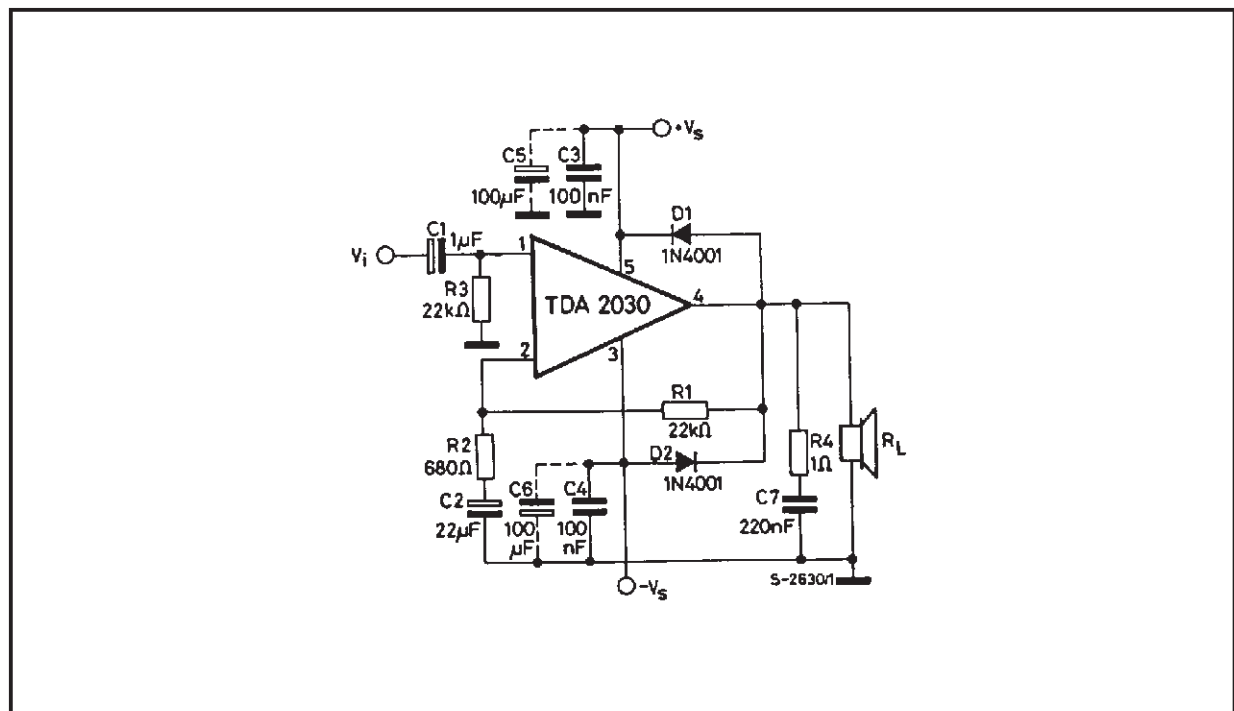 +Vs
C5
C3
100µF
100 nF
D1
1N4001
C1
1µF
Vi
1
5
R3
22kΩ
TDA 2030
4
2
3
R1
22kΩ
R2
680Ω
D2
1N4001
R4
1Ω
RL
C6
C4
C2
22µF
100
µF
100
nF
C7
220nF
-Vs
S-2630/1